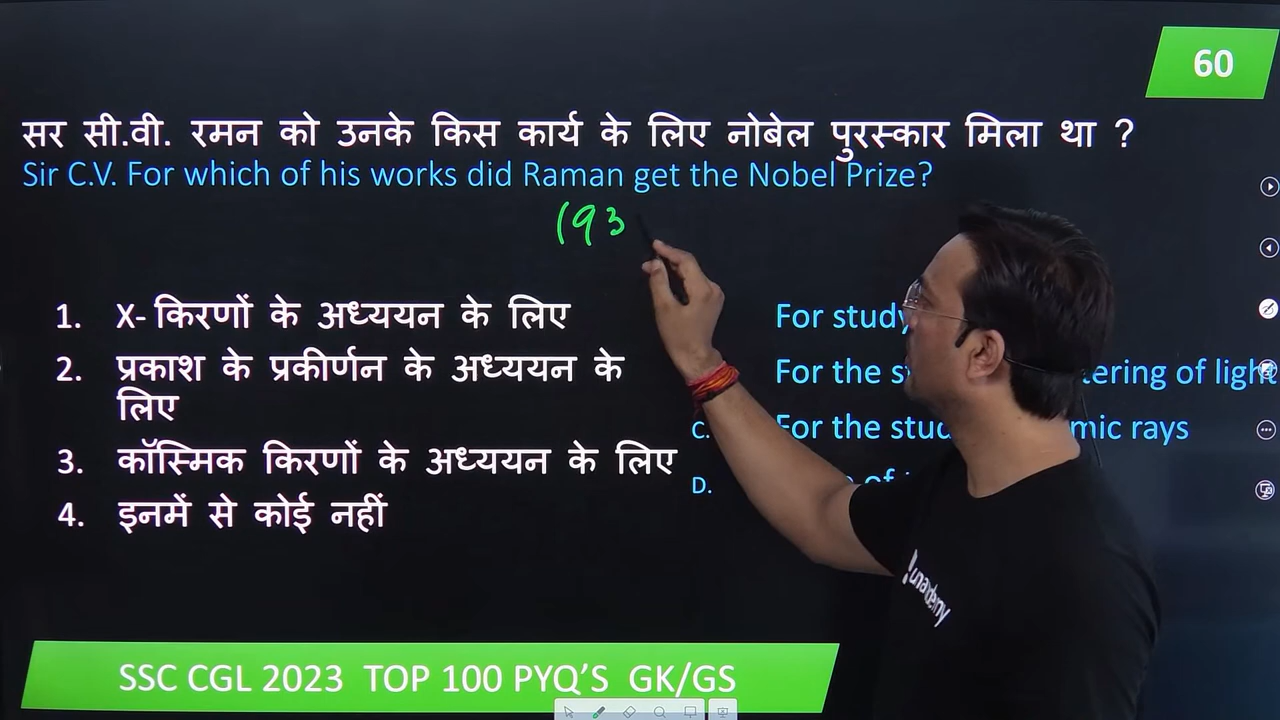 60
सर सी.वी. रमन को उनके किस कार्य के लिए नोबेल पुरस्कार मिला था ?
Sir C.V. For which of his works did Raman get the Nobel Prize?
193
1. X- किरणों के अध्ययन के लिए
2. प्रकाश के प्रकीर्णन के अध्ययन के
लिए
3. कॉस्मिक किरणों के अध्ययन के लिए
4. इनमें से कोई नहीं
For study
For the tering of light
C. For the mic rays
D. of
unacademy
SSC CGL 2023 TOP 100 PYQ'S GK/GS